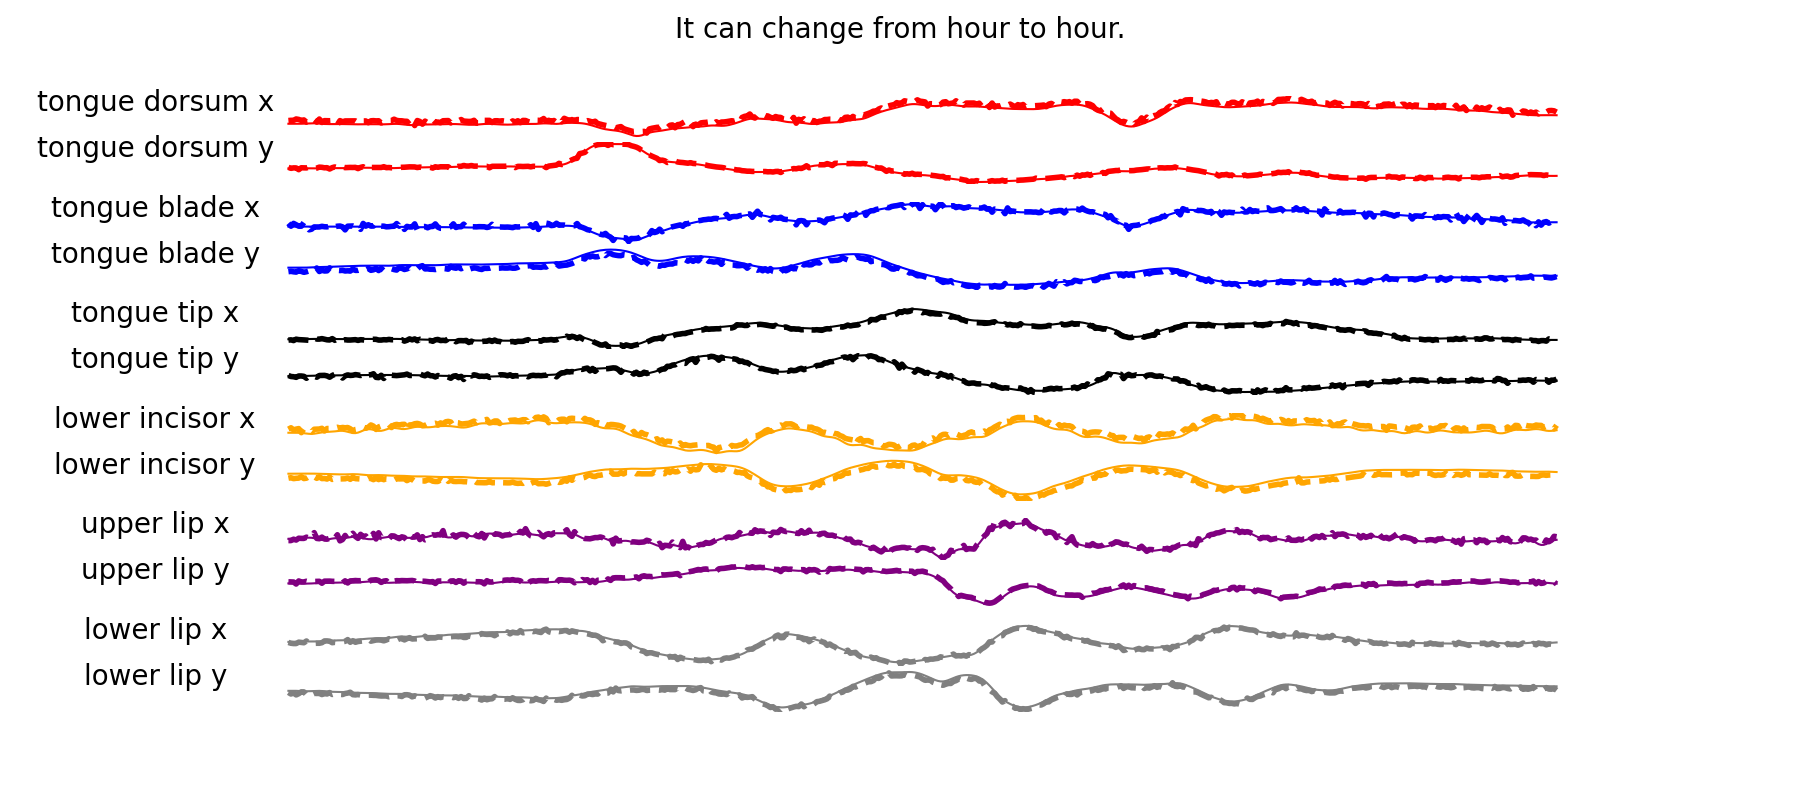 It can change from hour to hour.
tongue dorsum x
tongue dorsum y
tongue blade x
tongue blade y
tongue tip x
tongue tip y
lower incisor x
lower incisor y
upper lip x
upper lip y
lower lip x
lower lip y